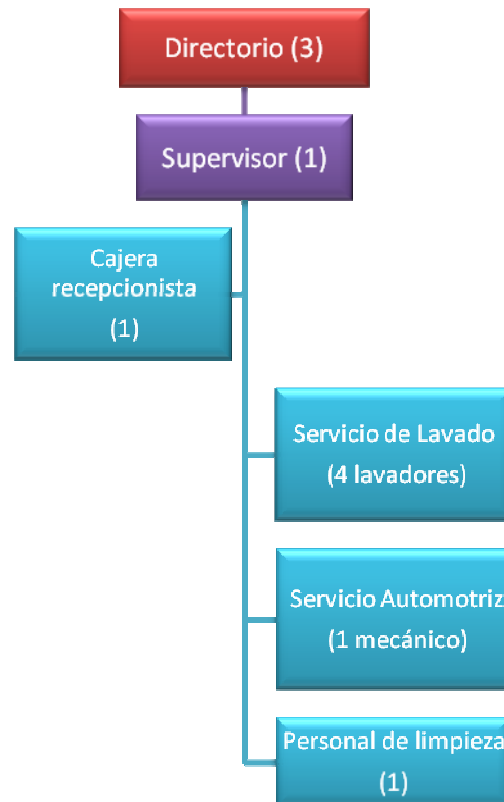 Directorio (3)
Supervisor (1)
Cajera
recepcionista
(1)
Servicio de Lavado
(4 lavadores)
Servicio Automotriz
(1 mecánico)
Personal de limpieza
(1)